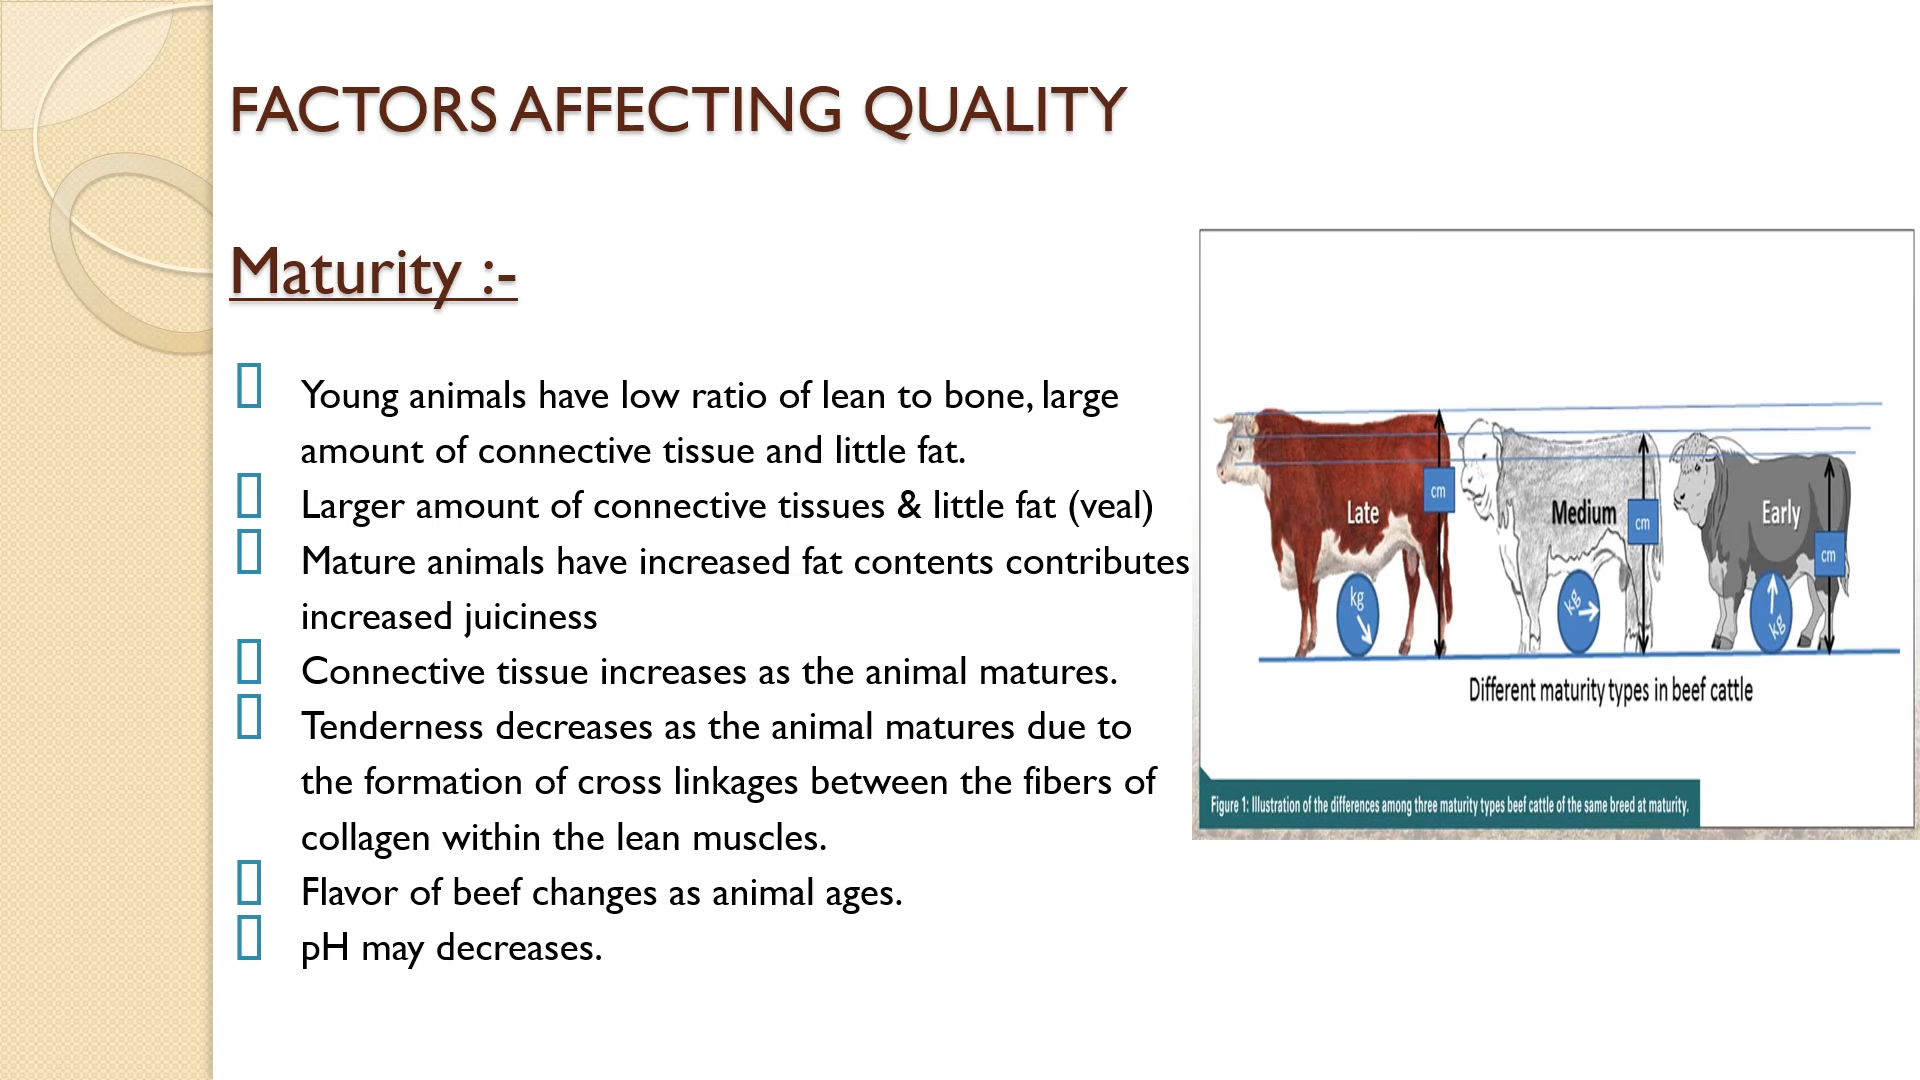 FACTORS AFFECTING QUALITY
Maturity :-
Young animals have low ratio of lean to bone, large
amount of connective tissue and little fat.
Larger amount of connective tissues & little fat (veal)
Mature animals have increased fat contents contributes
increased juiciness
Connective tissue increases as the animal matures.
Tenderness decreases as the animal matures due to
the formation of cross linkages between the fibers of
collagen within the lean muscles.
Flavor of beef changes as animal ages.
pH may decreases.
Late
cm
kg
Medium
cm
kg
Early
cm
kg
Different maturity types in beef cattle
Figure 1: Illustration of the differences among three maturity types beef cattle of the same breed at maturity.